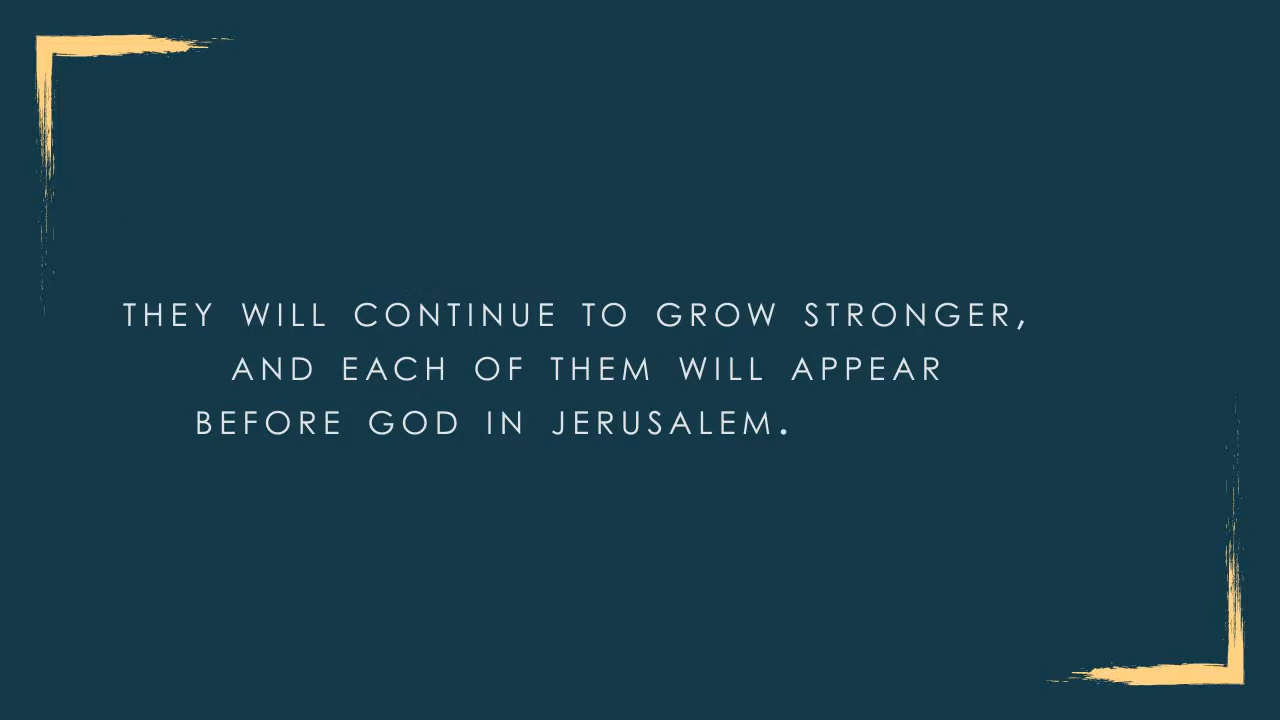 THEY WILL CONTINUE TO GROW STRONGER,
AND EACH OF THEM WILL APPEAR
BEFORE GOD IN JERUSALEM.